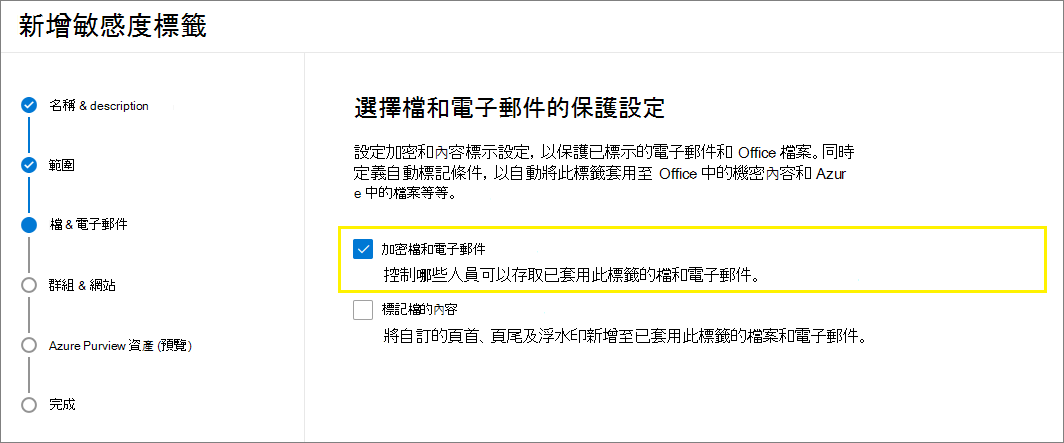 新增敏感度標籤
名稱 & description
範圍
檔 & 電子郵件
群組 & 網站
Azure Purview 資產 (預覽)
完成
選擇檔和電子郵件的保護設定
設定加密和內容標示設定，以保護已標示的電子郵件和 Office 檔案。同時
定義自動標記條件，以自動將此標籤套用至 Office 中的機密內容和 Azur
e 中的檔案等等。
加密檔和電子郵件
控制哪些人員可以存取已套用此標籤的檔和電子郵件。
標記檔的內容
將自訂的頁首、頁尾及浮水印新增至已套用此標籤的檔案和電子郵件。